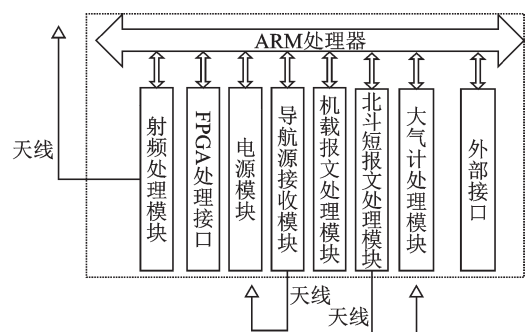 ARM处理器
天线
射频处理模块
FPGA处理接口
电源模块
导航源接收模块
机载报文处理模块
北斗短报文处理模块
大气计处理模块
外部接口
天线
天线